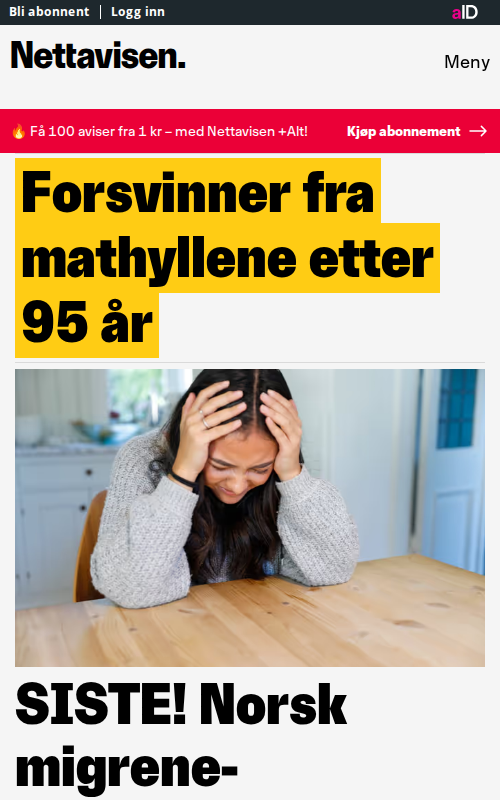 Bli abonnent | Logg inn
aID
Nettavisen.
Meny
🔥 Få 100 aviser fra 1 kr – med Nettavisen +Alt!
Kjøp abonnement →
Forsvinner fra
mathyllene etter
95 år
SISTE! Norsk
migrene-